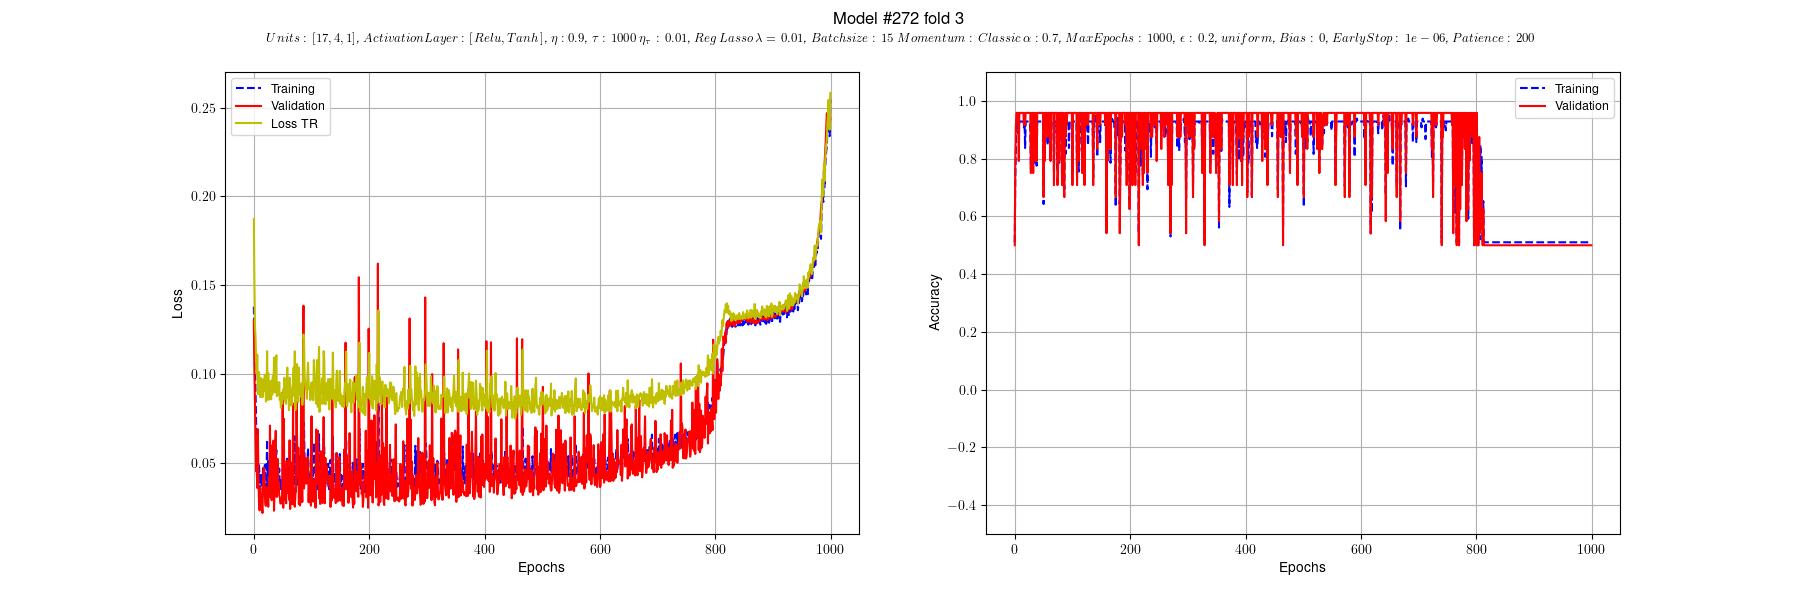 Model #272 fold 3
Units : [17, 4, 1], ActivationLayer : [Relu, Tanh], η : 0.9, τ : 1000 η_τ : 0.01, Reg Lasso λ = 0.01, Batchsize : 15 Momentum : Classic α : 0.7, MaxEpochs : 1000, ϵ : 0.2, uniform, Bias : 0, EarlyStop : 1e − 06, Patience : 200
Training
Validation
Loss TR
0.25
0.20
0.15
0.10
0.05
Loss
0 200 400 600 800 1000
Epochs
Training
Validation
1.0
0.8
0.6
0.4
0.2
0.0
−0.2
−0.4
Accuracy
0 200 400 600 800 1000
Epochs